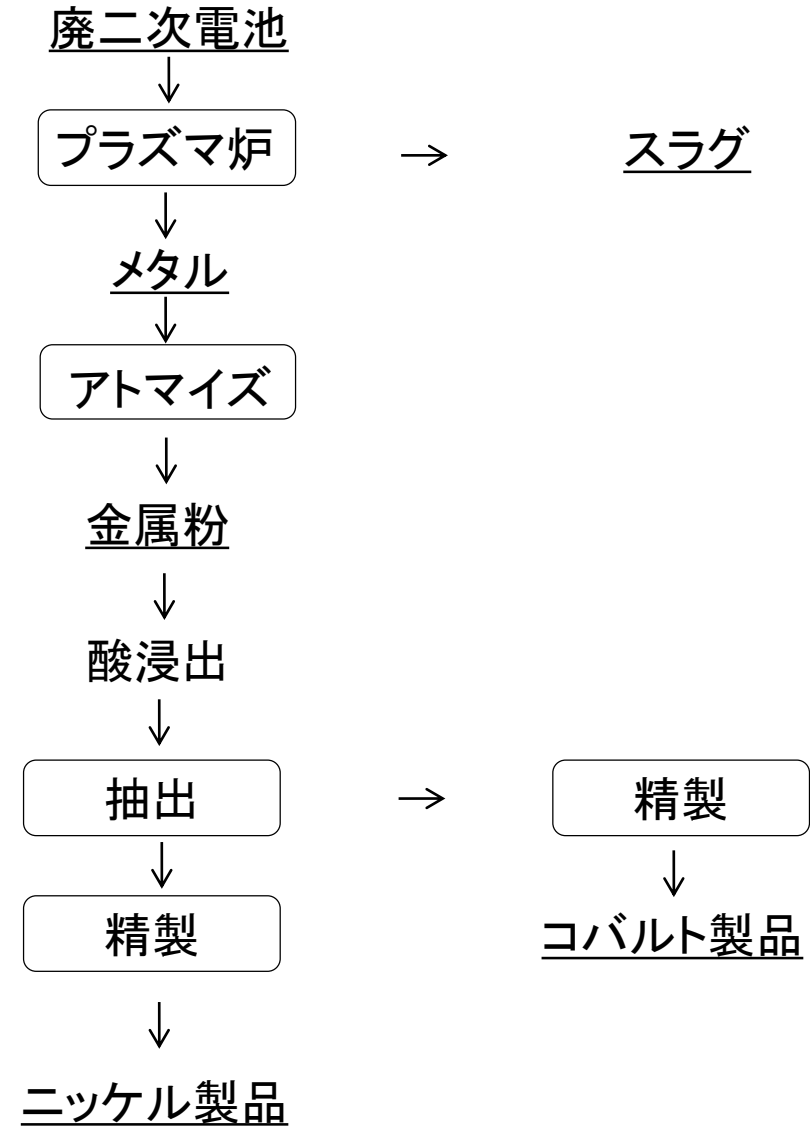 廃二次電池
プラズマ炉
スラグ
メタル
アトマイズ
金属粉
酸浸出
抽出
精製
精製
コバルト製品
ニッケル製品